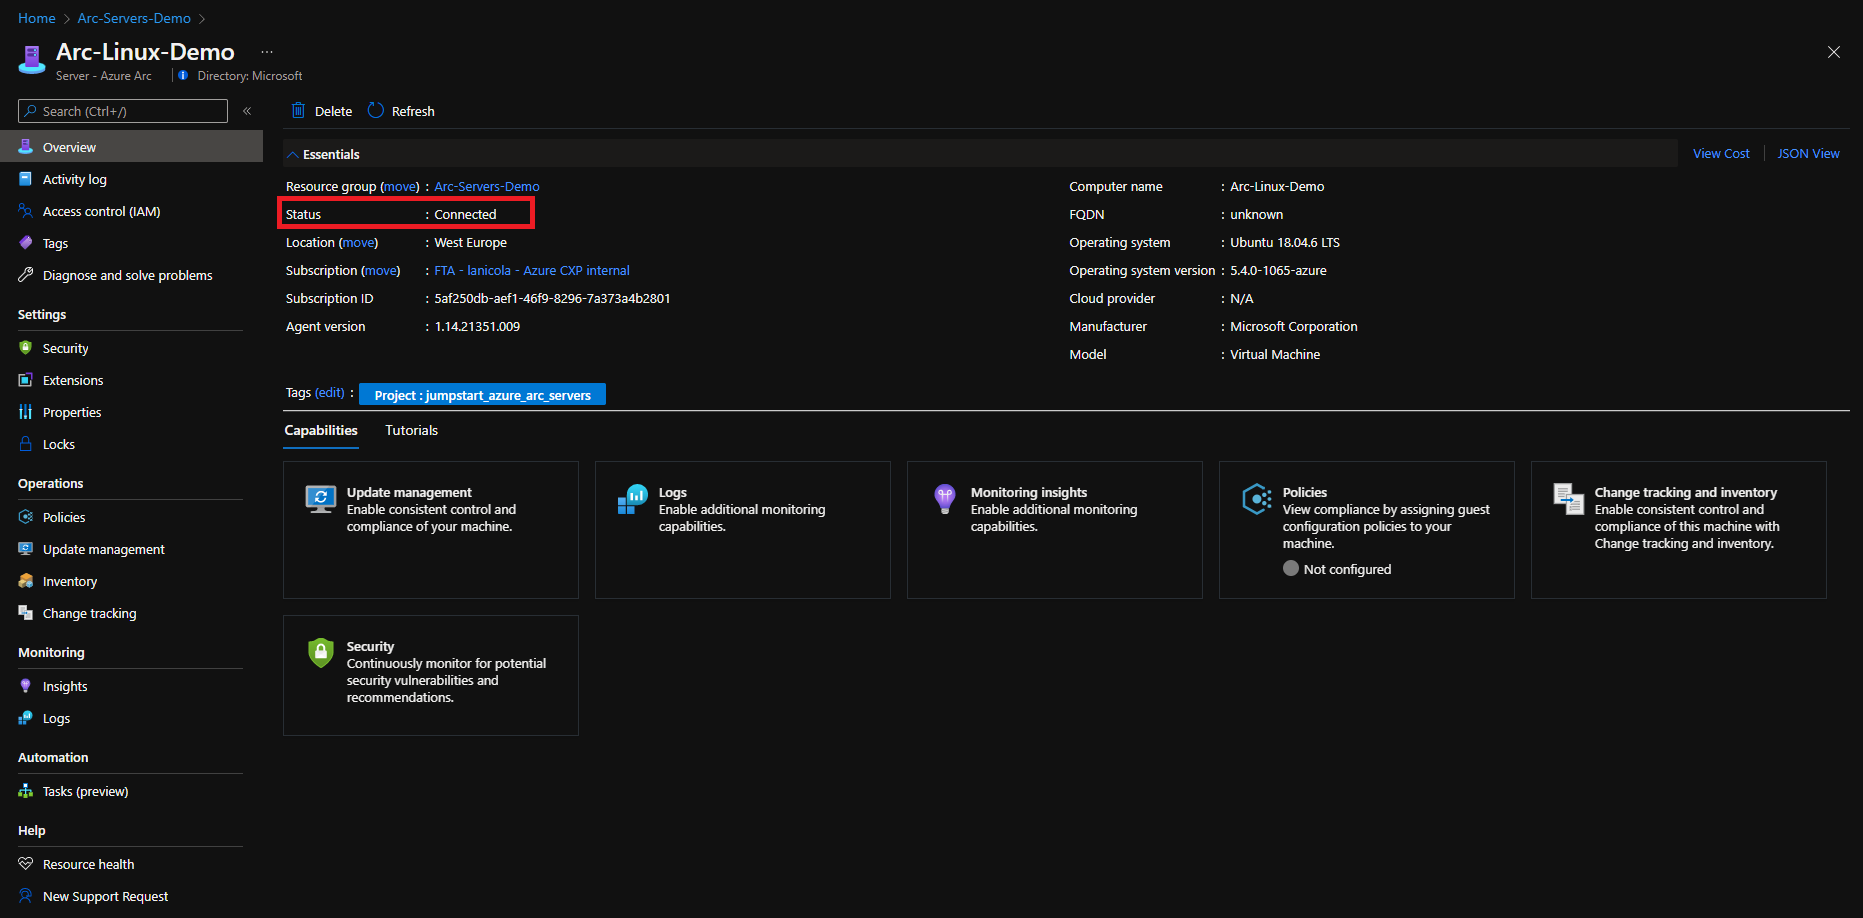 Home > Arc-Servers-Demo >
Arc-Linux-Demo ...
Server - Azure Arc | Directory: Microsoft
Search (Ctrl+/) «
Delete Refresh
Overview
Activity log
Access control (IAM)
Tags
Diagnose and solve problems
Settings
Security
Extensions
Properties
Locks
Operations
Policies
Update management
Inventory
Change tracking
Monitoring
Insights
Logs
Automation
Tasks (preview)
Help
Resource health
New Support Request
Essentials
View Cost | JSON View
Resource group (move) : Arc-Servers-Demo
Status : Connected
Location (move) : West Europe
Subscription (move) : FTA - lanicola - Azure CXP internal
Subscription ID : 5af250db-aef1-46f9-8296-7a373a4b2801
Agent version : 1.14.21351.009
Computer name : Arc-Linux-Demo
FQDN : unknown
Operating system : Ubuntu 18.04.6 LTS
Operating system version : 5.4.0-1065-azure
Cloud provider : N/A
Manufacturer : Microsoft Corporation
Model : Virtual Machine
Tags (edit) : Project : jumpstart_azure_arc_servers
Capabilities Tutorials
Update management
Enable consistent control and
compliance of your machine.
Logs
Enable additional monitoring
capabilities.
Monitoring insights
Enable additional monitoring
capabilities.
Policies
View compliance by assigning guest
configuration policies to your
machine.
Not configured
Change tracking and inventory
Enable consistent control and
compliance of this machine with
Change tracking and inventory.
Security
Continuously monitor for potential
security vulnerabilities and
recommendations.